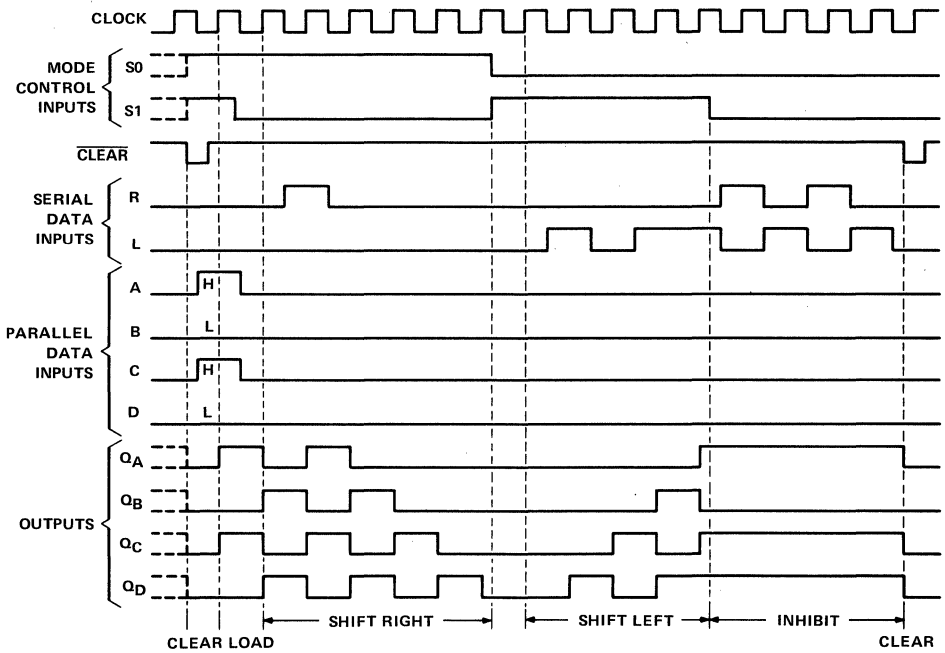 CLOCK
MODE
CONTROL
INPUTS
S0
S1
CLEAR
SERIAL
DATA
INPUTS
R
L
PARALLEL
DATA
INPUTS
A
H
B
L
C
H
D
L
OUTPUTS
QA
QB
QC
QD
SHIFT RIGHT
SHIFT LEFT
INHIBIT
CLEAR LOAD
CLEAR